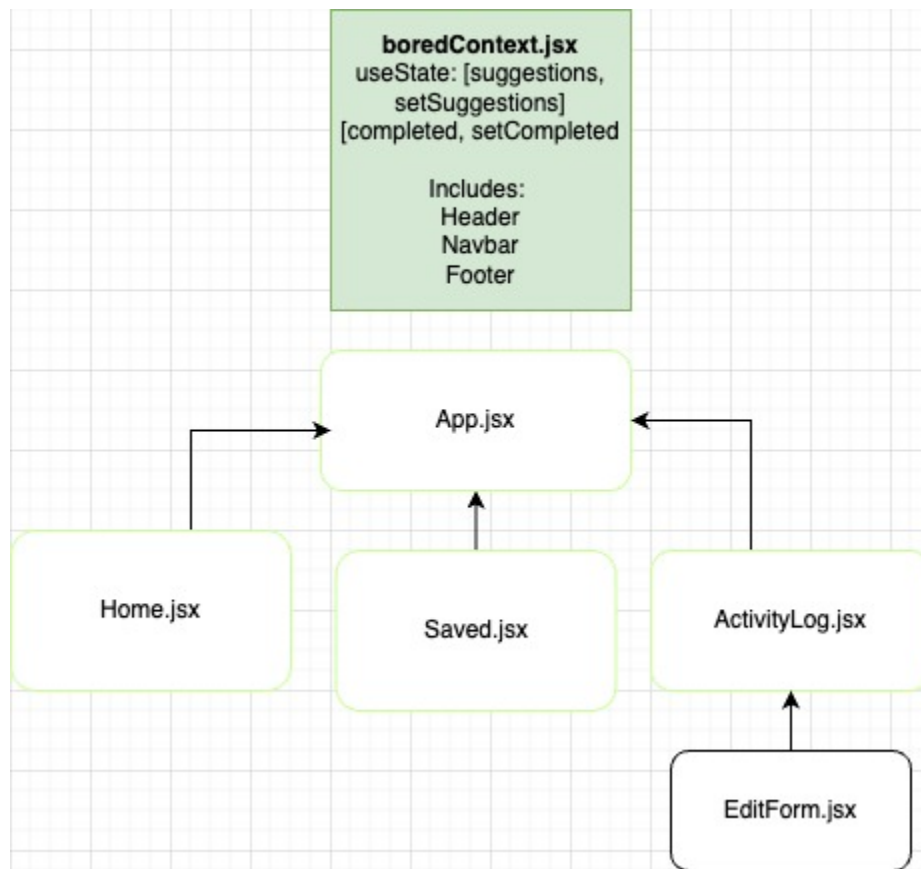 boredContext.jsx
useState: [suggestions,
setSuggestions]
[completed, setCompleted
Includes:
Header
Navbar
Footer
App.jsx
Home.jsx
Saved.jsx
ActivityLog.jsx
EditForm.jsx